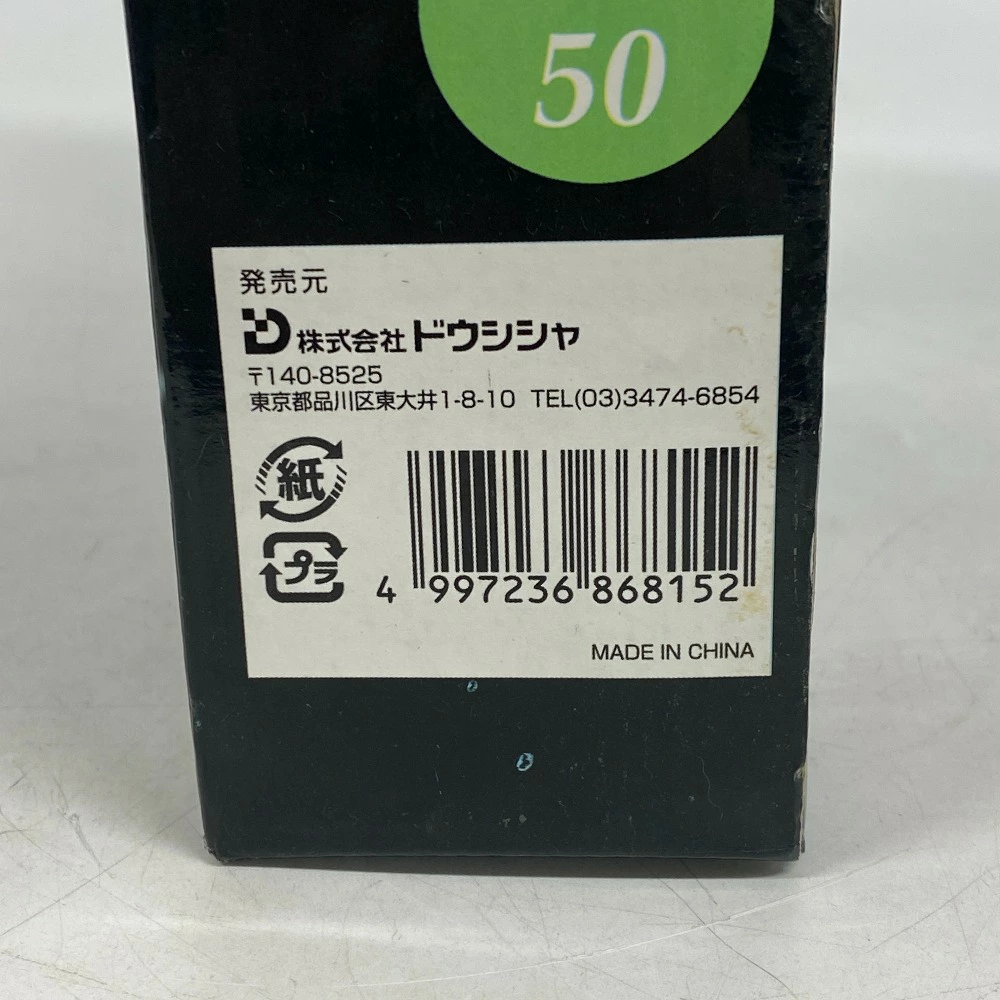 50
発売元
株式会社ドウシシャ
〒140-8525
東京都品川区東大井1-8-10 TEL(03)3474-6854
紙
プラ
4 997236 868152
MADE IN CHINA